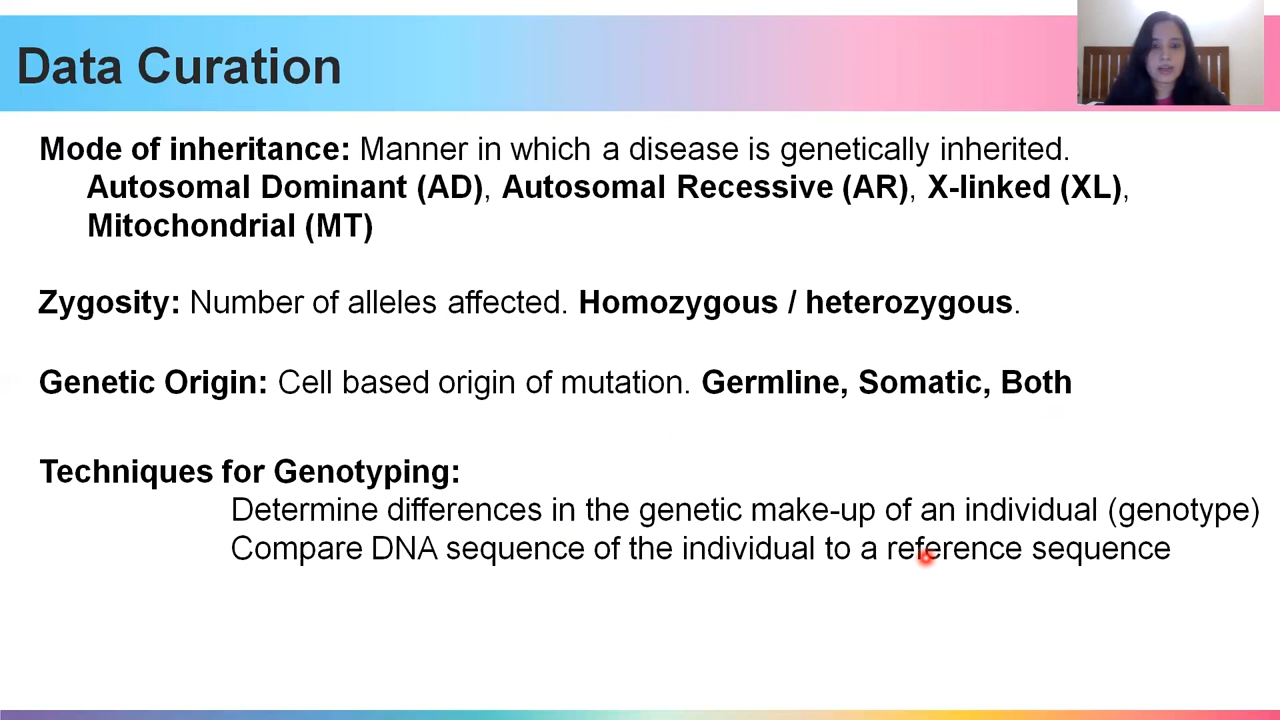 Data Curation
Mode of inheritance: Manner in which a disease is genetically inherited.
Autosomal Dominant (AD), Autosomal Recessive (AR), X-linked (XL),
Mitochondrial (MT)
Zygosity: Number of alleles affected. Homozygous / heterozygous.
Genetic Origin: Cell based origin of mutation. Germline, Somatic, Both
Techniques for Genotyping:
Determine differences in the genetic make-up of an individual (genotype)
Compare DNA sequence of the individual to a reference sequence